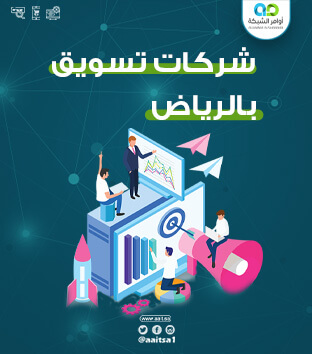 أوامر الشبكة
شركات تسويق
بالرياض
www.aait.sa
@aaitsa1